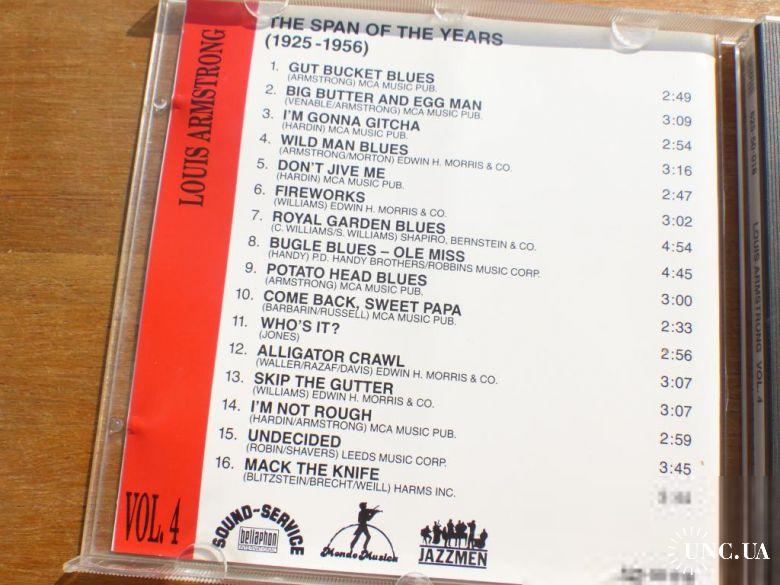 THE SPAN OF THE YEARS
(1925-1956)
1. GUT BUCKET BLUES
(ARMSTRONG) MCA MUSIC PUB. 2:49
2. BIG BUTTER AND EGG MAN
(VENABLE/ARMSTRONG) MCA MUSIC PUB. 3:09
3. I'M GONNA GITCHA
(HARDIN) MCA MUSIC PUB. 2:54
4. WILD MAN BLUES
(ARMSTRONG/MORTON) EDWIN H. MORRIS & CO. 3:16
5. DON'T JIVE ME
(HARDIN) MCA MUSIC PUB. 2:47
6. FIREWORKS
(WILLIAMS) EDWIN H. MORRIS & CO. 3:02
7. ROYAL GARDEN BLUES
(C. WILLIAMS/S. WILLIAMS) SHAPIRO, BERNSTEIN & CO. 4:54
8. BUGLE BLUES – OLE MISS
(HANDY) P.D. HANDY BROTHERS/ROBBINS MUSIC CORP. 4:45
9. POTATO HEAD BLUES
(ARMSTRONG) MCA MUSIC PUB. 3:00
10. COME BACK, SWEET PAPA
(BARBARIN/RUSSELL) MCA MUSIC PUB. 2:33
11. WHO'S IT?
(JONES) 2:56
12. ALLIGATOR CRAWL
(WALLER/RAZAF/DAVIS) EDWIN H. MORRIS & CO. 3:07
13. SKIP THE GUTTER
(WILLIAMS) EDWIN H. MORRIS & CO. 3:07
14. I'M NOT ROUGH
(HARDIN/ARMSTRONG) MCA MUSIC PUB. 2:59
15. UNDECIDED
(ROBIN/SHAVERS) LEEDS MUSIC CORP. 3:45
16. MACK THE KNIFE
(BLITZSTEIN/BRECHT/WEILL) HARMS INC.
LOUIS ARMSTRONG
VOL. 4
SOUND-SERVICE
bellaphon
Mondo Musica
JAZZMEN
LOUIS ARMSTRONG VOL. 4
UNC.UA